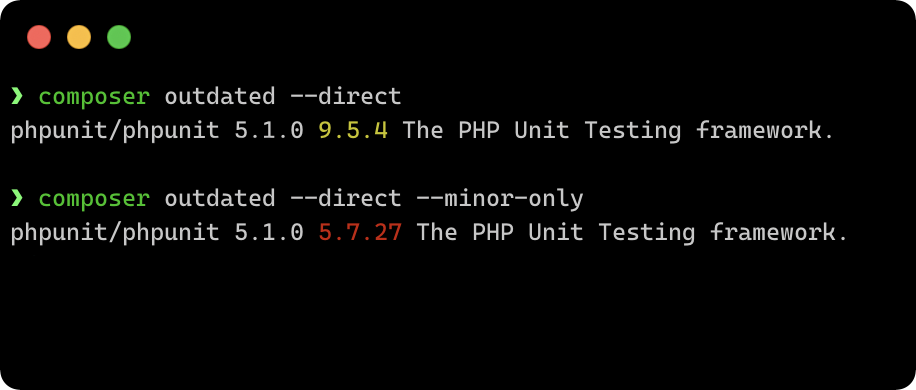 ❯ composer outdated --direct
phpunit/phpunit 5.1.0 9.5.4 The PHP Unit Testing framework.
❯ composer outdated --direct --minor-only
phpunit/phpunit 5.1.0 5.7.27 The PHP Unit Testing framework.